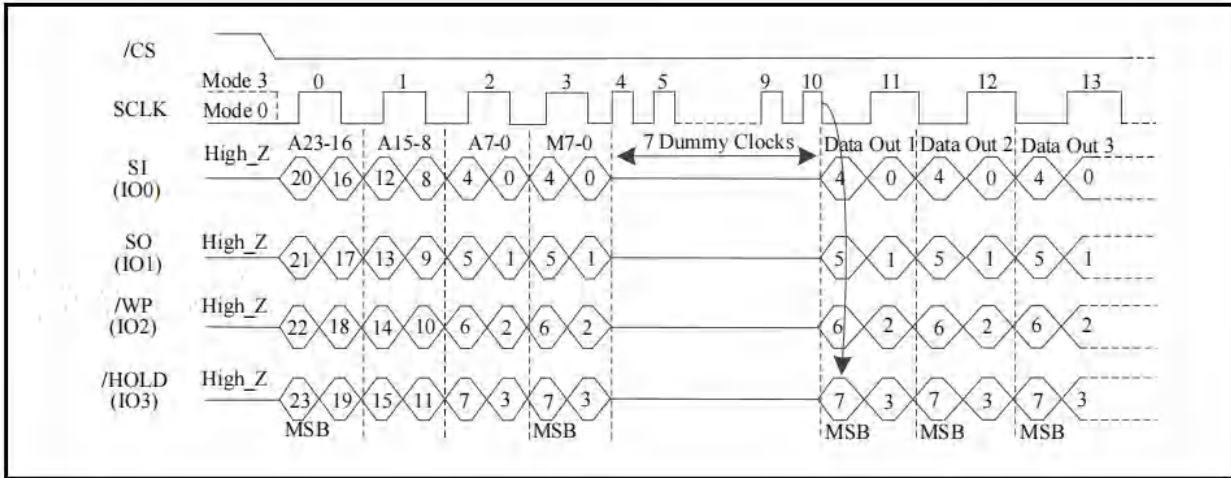 /CS
Mode 3 0 1 2 3 4 5 9 10 11 12 13
SCLK Mode 0
A23-16 A15-8 A7-0 M7-0 7 Dummy Clocks Data Out 1 Data Out 2 Data Out 3
SI High_Z
(IO0) 20 16 12 8 4 0 4 0 4 0 4 0 4 0
SO High_Z
(IO1) 21 17 13 9 5 1 5 1 5 1 5 1 5 1
/WP High_Z
(IO2) 22 18 14 10 6 2 6 2 6 2 6 2 6 2
/HOLD High_Z
(IO3) 23 19 15 11 7 3 7 3 7 3 7 3 7 3
MSB MSB MSB MSB MSB